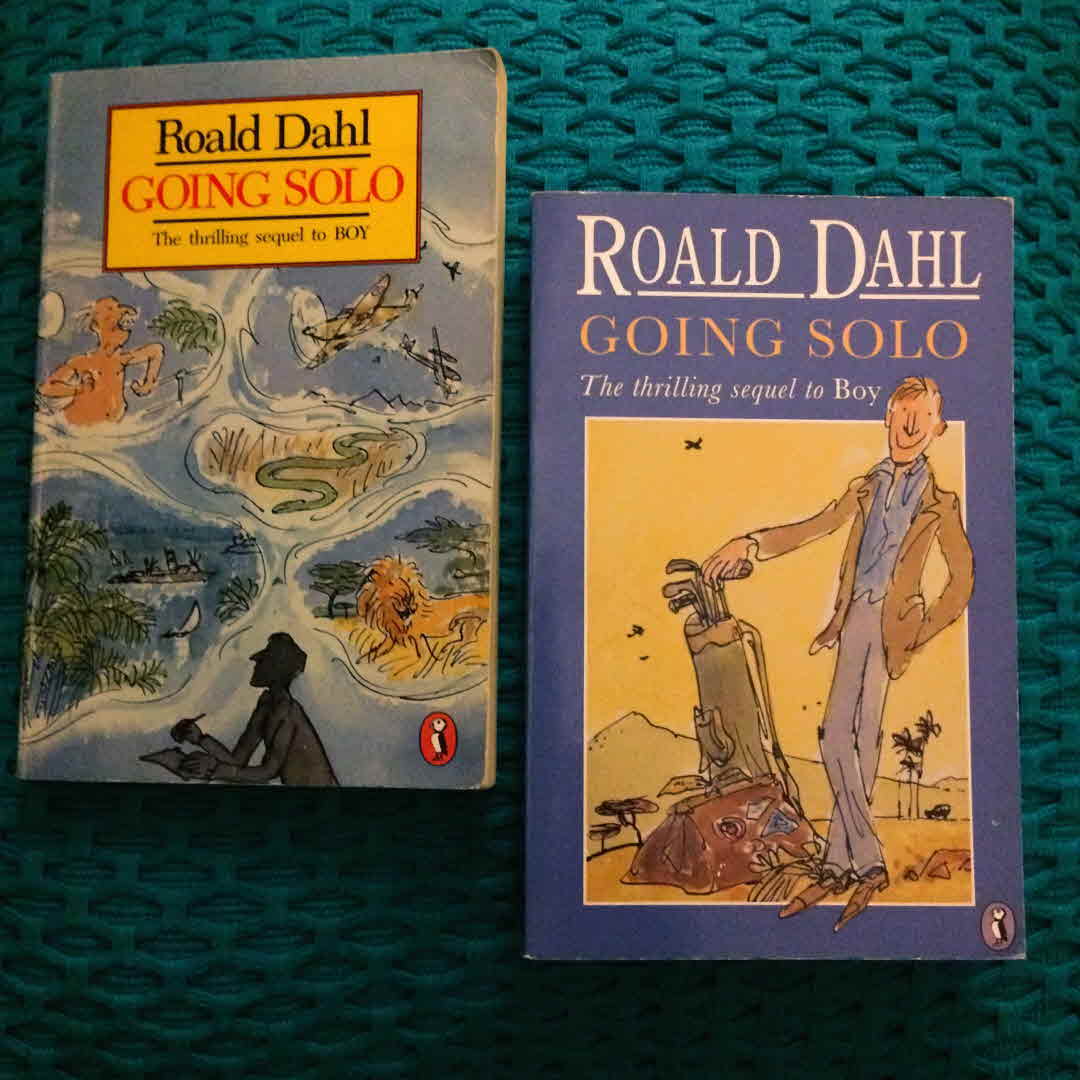 Roald Dahl
GOING SOLO
The thrilling sequel to BOY
ROALD DAHL
GOING SOLO
The thrilling sequel to Boy